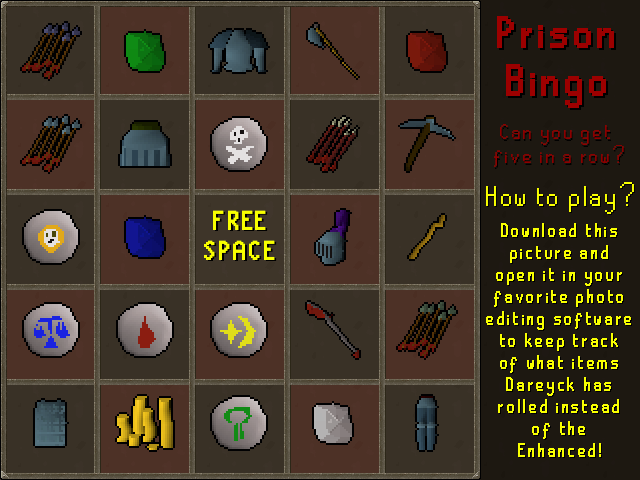 Prison
Bingo
Can you get
five in a row?
How to play?
Download this
picture and
open it in your
favorite photo
editing software
to keep track
of what items
Dareyck has
rolled instead
of the
Enhanced!
FREE
SPACE